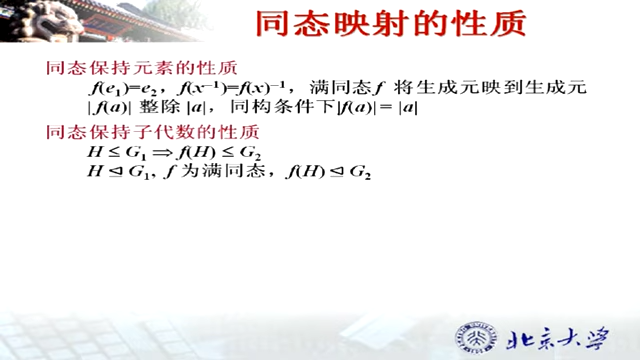 同态映射的性质
同态保持元素的性质
f(e₁)=e₂，f(x⁻¹)=f(x)⁻¹，满同态 f 将生成元映到生成元
|f(a)| 整除 |a|，同构条件下|f(a)| = |a|
同态保持子代数的性质
H ≤ G₁ ⇒ f(H) ≤ G₂
H ⊴ G₁, f 为满同态，f(H) ⊴ G₂
北京大学